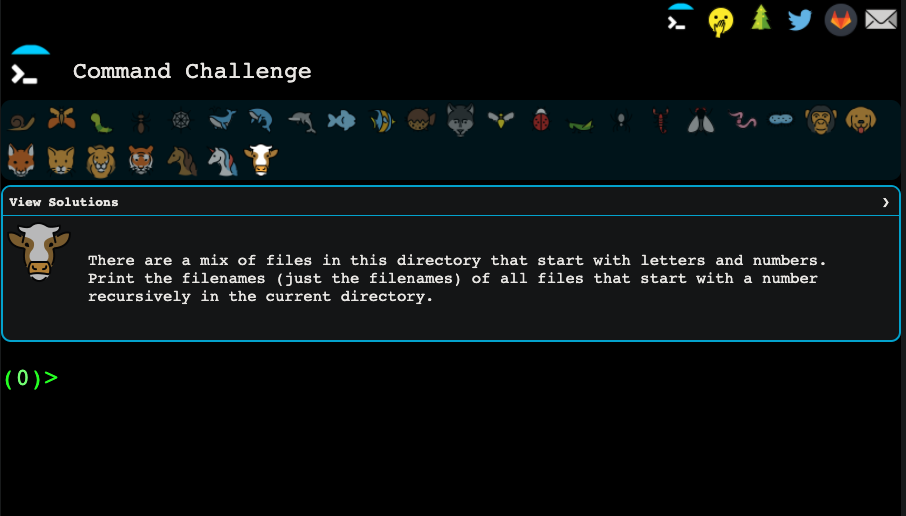 Command Challenge
View Solutions
There are a mix of files in this directory that start with letters and numbers.
Print the filenames (just the filenames) of all files that start with a number
recursively in the current directory.
(0)>